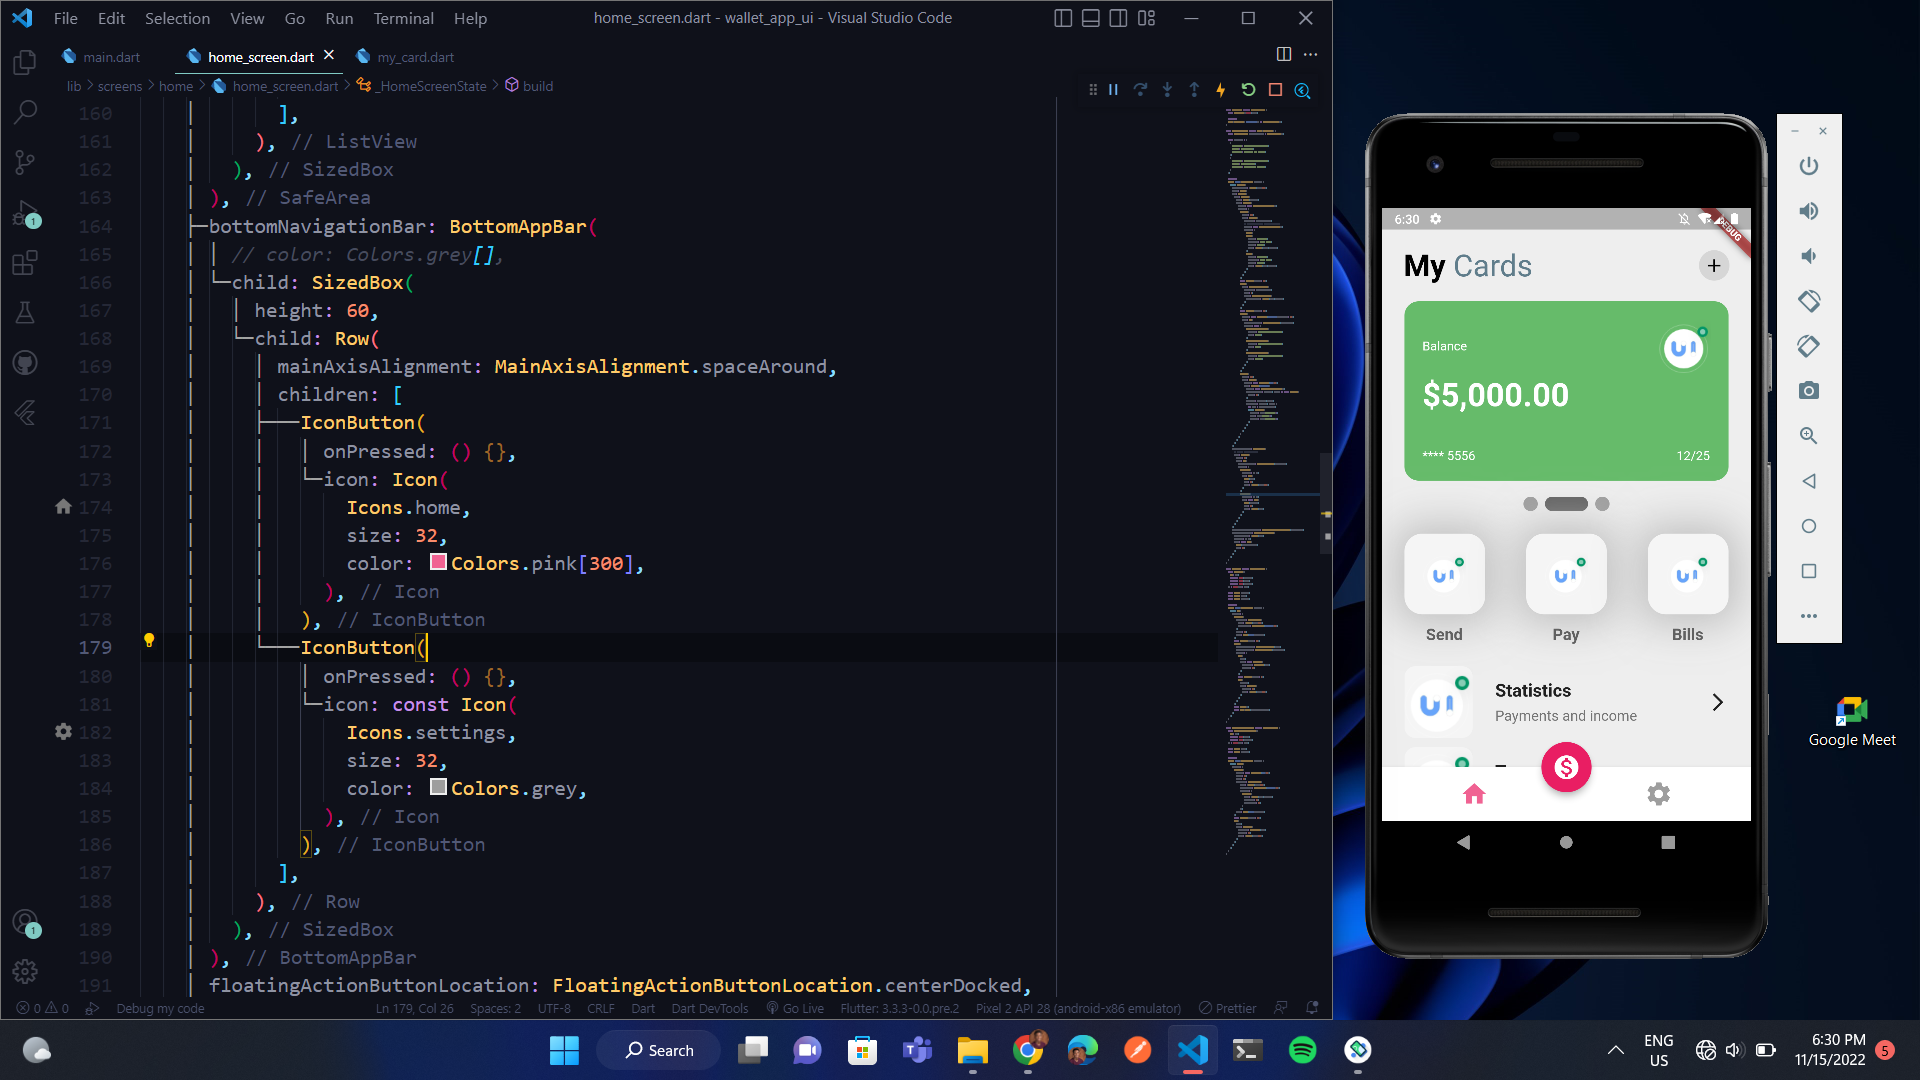 File Edit Selection View Go Run Terminal Help
home_screen.dart - wallet_app_ui - Visual Studio Code
main.dart
home_screen.dart
my_card.dart
lib > screens > home > home_screen.dart > _HomeScreenState > build
160 ],
161 ), // ListView
162 ), // SizedBox
163 ), // SafeArea
164 bottomNavigationBar: BottomAppBar(
165 // color: Colors.grey[],
166 child: SizedBox(
167 height: 60,
168 child: Row(
169 mainAxisAlignment: MainAxisAlignment.spaceAround,
170 children: [
171 IconButton(
172 onPressed: () {},
173 icon: Icon(
174 Icons.home,
175 size: 32,
176 color: Colors.pink[300],
177 ), // Icon
178 ), // IconButton
179 IconButton(
180 onPressed: () {},
181 icon: const Icon(
182 Icons.settings,
183 size: 32,
184 color: Colors.grey,
185 ), // Icon
186 ), // IconButton
187 ],
188 ), // Row
189 ), // SizedBox
190 ), // BottomAppBar
191 floatingActionButtonLocation: FloatingActionButtonLocation.centerDocked,
1
1
0 0 Debug my code Ln 179, Col 26 Spaces: 2 UTF-8 CRLF Dart Dart DevTools Go Live Flutter: 3.3.3-0.0.pre.2 Pixel 2 API 28 (android-x86 emulator) Prettier
6:30
DEBUG
My Cards
+
Balance
$5,000.00
**** 5556 12/25
Send Pay Bills
Statistics
Payments and income
$
Google Meet
Search
ENG
US
6:30 PM
11/15/2022
5